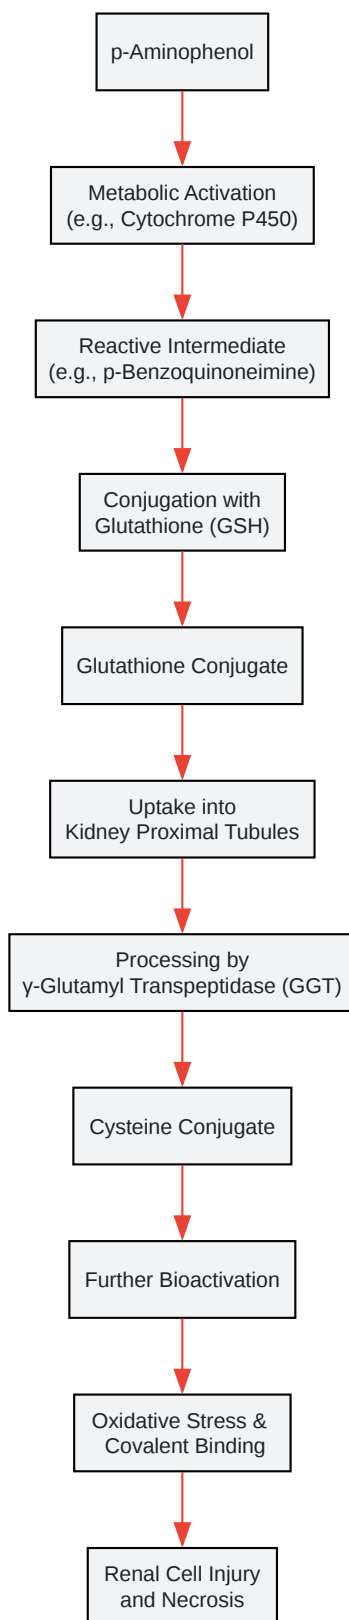 p-Aminophenol
Metabolic Activation
(e.g., Cytochrome P450)
Reactive Intermediate
(e.g., p-Benzoquinoneimine)
Conjugation with
Glutathione (GSH)
Glutathione Conjugate
Uptake into
Kidney Proximal Tubules
Processing by
γ-Glutamyl Transpeptidase (GGT)
Cysteine Conjugate
Further Bioactivation
Oxidative Stress &
Covalent Binding
Renal Cell Injury
and Necrosis